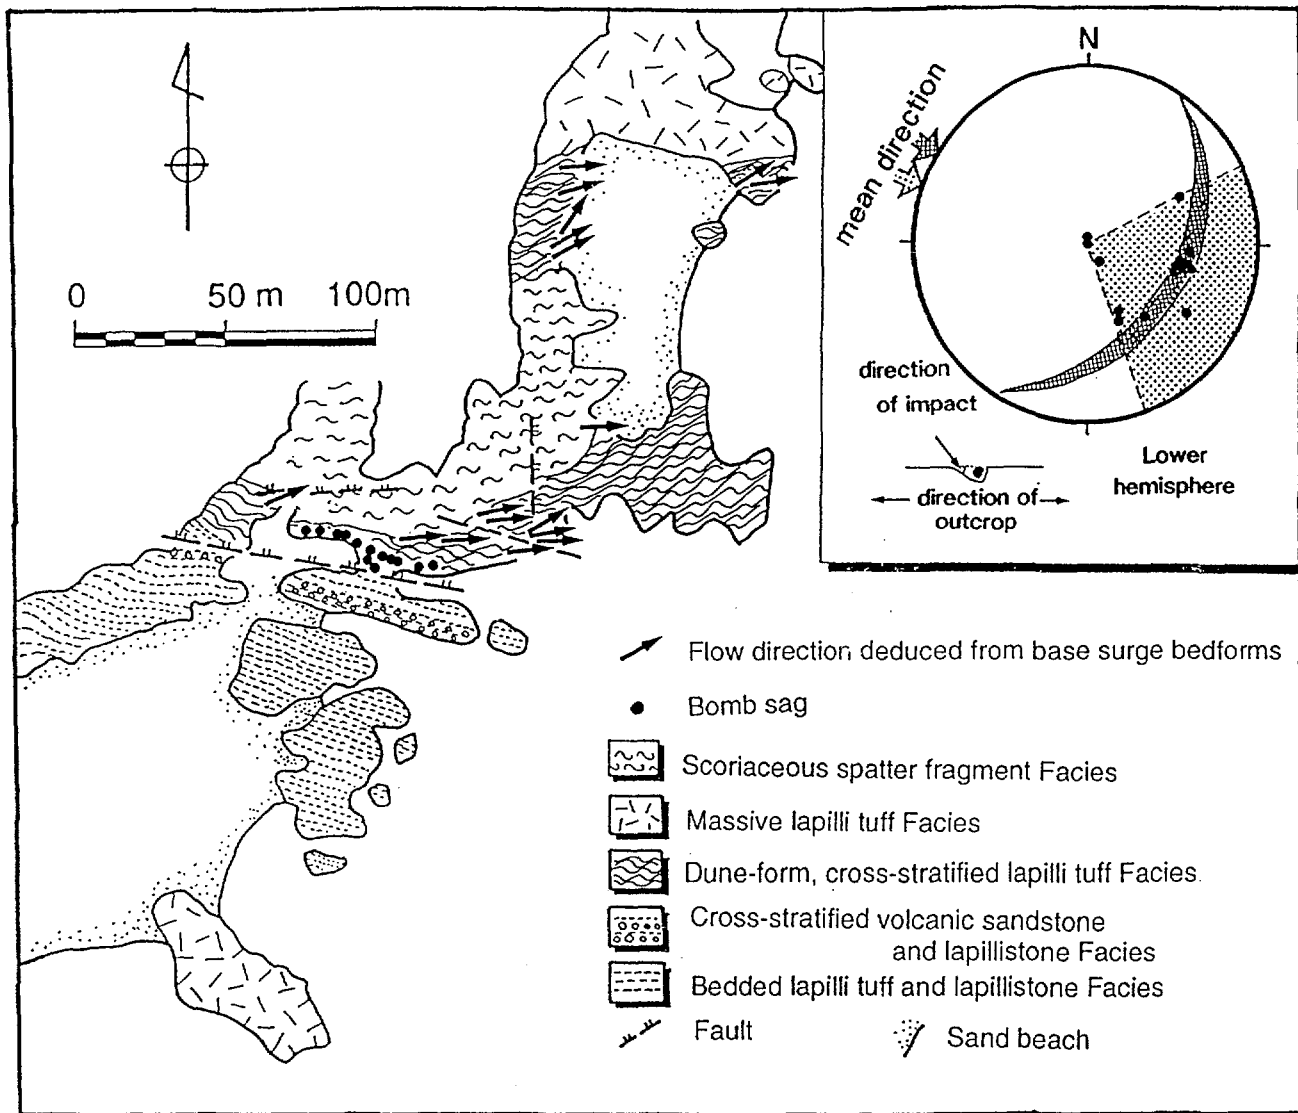 0 50 m 100m
N
mean direction
direction
of impact
direction of
outcrop
Lower
hemisphere
Flow direction deduced from base surge bedforms
Bomb sag
Scoriaceous spatter fragment Facies
Massive lapilli tuff Facies
Dune-form, cross-stratified lapilli tuff Facies
Cross-stratified volcanic sandstone
and lapillistone Facies
Bedded lapilli tuff and lapillistone Facies
Fault
Sand beach